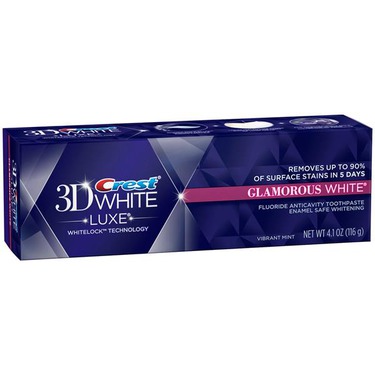 Crest
3D WHITE
LUXE®
WHITELOCK™ TECHNOLOGY
REMOVES UP TO 90%
OF SURFACE STAINS IN 5 DAYS
GLAMOROUS WHITE®
FLUORIDE ANTICAVITY TOOTHPASTE
ENAMEL SAFE WHITENING
VIBRANT MINT
NET WT 4.1 OZ (116 g)